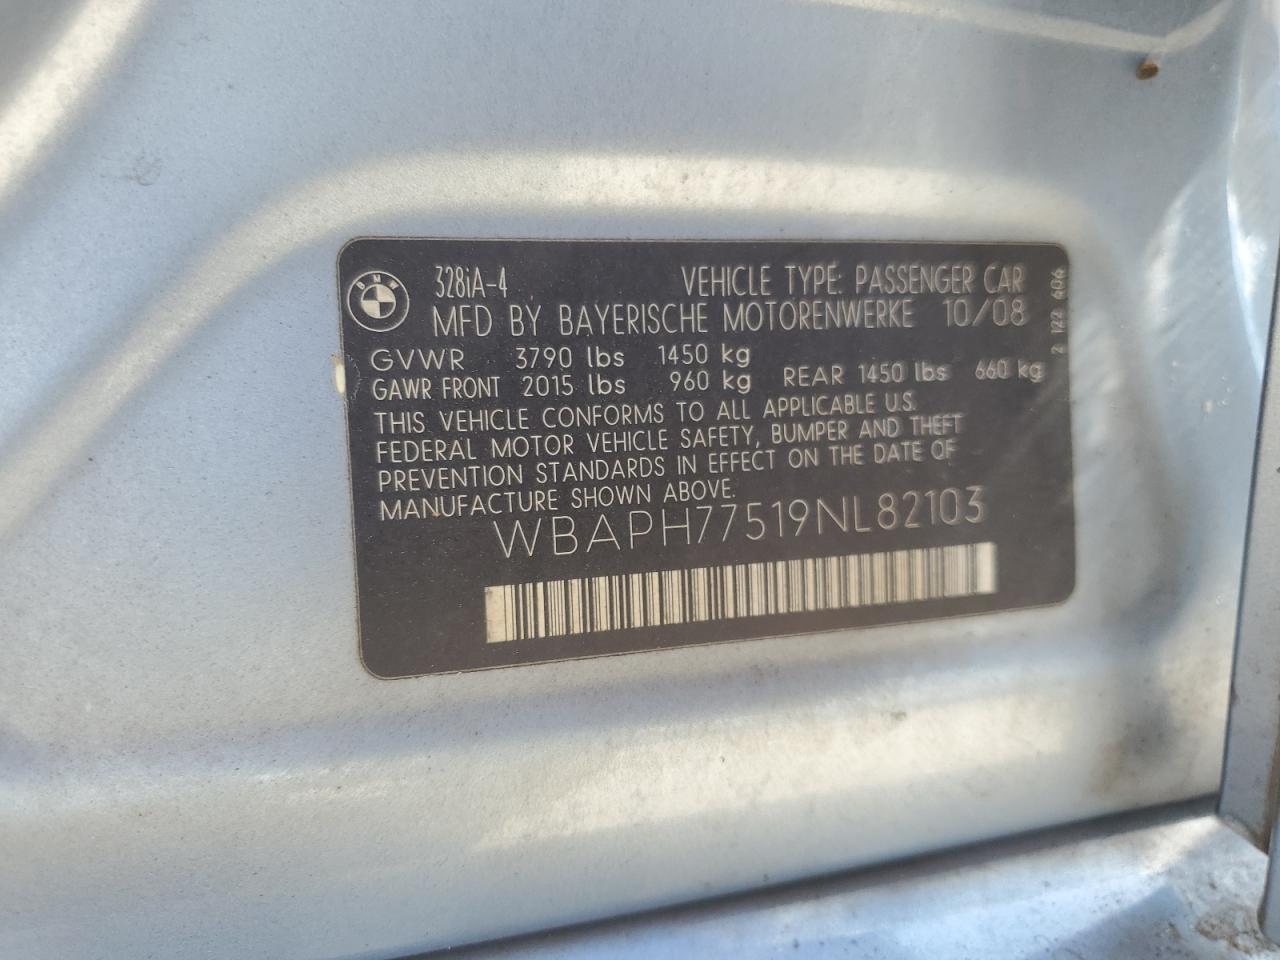 BMW
328iA-4 VEHICLE TYPE: PASSENGER CAR
MFD BY BAYERISCHE MOTORENWERKE 10/08
GVWR 3790 lbs 1450 kg
GAWR FRONT 2015 lbs 960 kg REAR 1450 lbs 660 kg
THIS VEHICLE CONFORMS TO ALL APPLICABLE U.S.
FEDERAL MOTOR VEHICLE SAFETY, BUMPER AND THEFT
PREVENTION STANDARDS IN EFFECT ON THE DATE OF
MANUFACTURE SHOWN ABOVE.
WBAPH77519NL82103
2 122 606